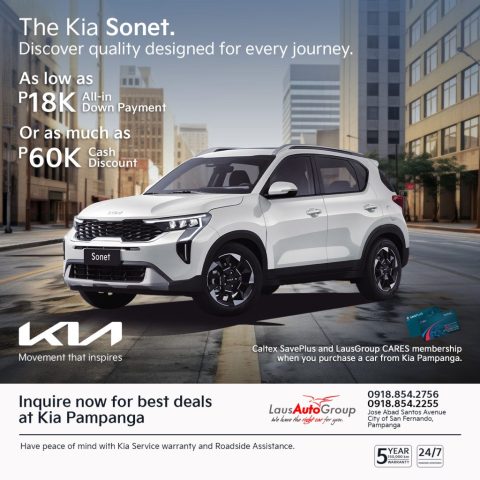 The Kia Sonet.
Discover quality designed for every journey.
As low as
₱18K All-in Down Payment
Or as much as
₱60K Cash Discount
KIA
Sonet
KIA
Movement that inspires
Caltex SavePlus and LausGroup CARES membership
when you purchase a car from Kia Pampanga.
Inquire now for best deals
at Kia Pampanga
LausAutoGroup
We have the right car for you.
0918.854.2756
0918.854.2255
Jose Abad Santos Avenue
City of San Fernando,
Pampanga
Have peace of mind with Kia Service warranty and Roadside Assistance.
5 YEAR
WARRANTY
24/7